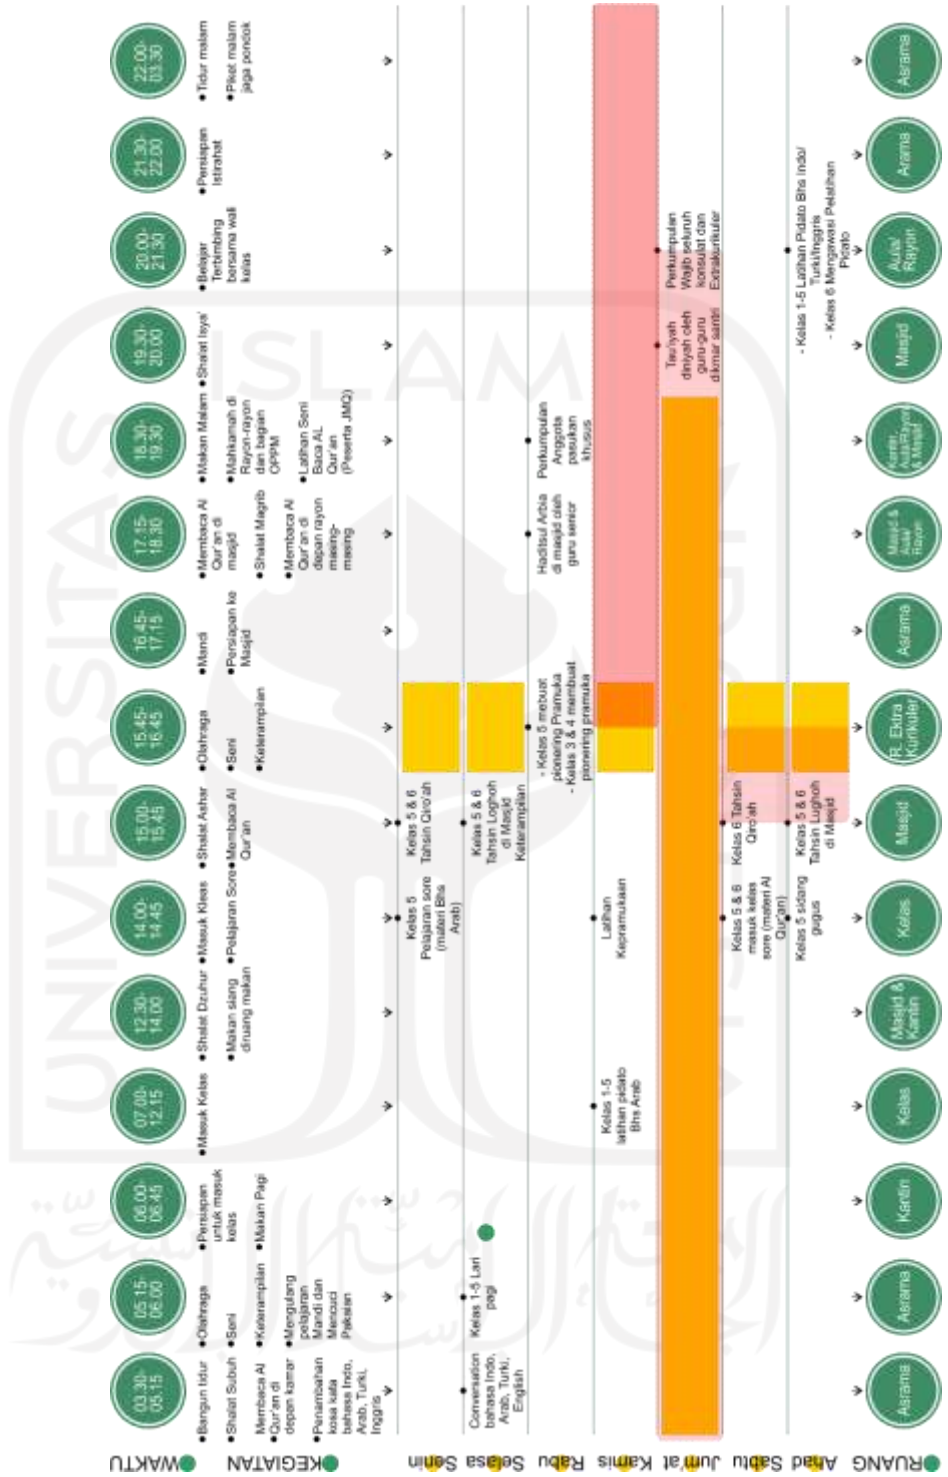 WAKTU
03.30-
05.15
05.15-
06.00
06.00-
06.45
07.00-
12.15
12.30-
14.00
14.00-
14.45
15.00-
15.45
15.45-
16.45
16.45-
17.15
17.15-
18.30
18.30-
19.30
19.30-
20.00
20.00-
21.30
21.30-
22.00
22.00-
03.30
KEGIATAN
Bangun tidur
Shalat Subuh
Membaca Al
Qur'an di
depan kamar
Penambahan
kosa kata
bahasa Indo,
Arab, Turki,
Inggris
Olahraga
Seni
Keterampilan
Mengulang
pelajaran
Mandi dan
Mencuci
Pakaian
Persiapan
untuk masuk
kelas
Makan Pagi
Masuk Kelas
Shalat Dzuhur
Makan siang
diruang makan
Masuk Kleas
Pelajaran Sore
Shalat Ashar
Membaca Al
Qur'an
Olahraga
Seni
Keterampilan
Mandi
Persiapan ke
Masjid
Membaca Al
Qur'an di
masjid
Shalat Magrib
Membaca Al
Qur'an di
depan rayon
masing-
masing
Makan Malam
Mahkamah di
Rayon-rayon
dan bagian
OPPM
Latihan Seni
Baca AL
Qur'an
(Peserta JMQ)
Shalat Isya'
Belajar
Terbimbing
bersama wali
kelas
Persiapan
Istirahat
Tidur malam
Piket malam
jaga pondok
Senin
Kelas 5
Pelajaran sore
(materi Bhs
Arab)
Kelas 5 & 6
Tahsin Qiro'ah
Selasa
Conversation
bahasa Indo,
Arab, Turki,
English
Kelas 1-5 Lari
pagi
Kelas 5 & 6
Tahsin Loghoh
di Masjid
Keterampilan
Rabu
- Kelas 5 mebuat
pionering Pramuka
- Kelas 3 & 4 membuat
pionering pramuka
Haditsul Arbia
di masjid oleh
guru senior
Perkumpulan
Anggota
pasukan
khusus
Kamis
Kelas 1-5
latihan pidato
Bhs Arab
Latihan
Kepramukaan
Jum'at
Tau'iyah
diniyah oleh
guru-guru
dikmar santri
Perkumpulan
Wajib seluruh
konsulat dan
Extrakurikuler
Sabtu
Kelas 5 & 6
masuk kelas
sore (materi Al
Qur'an)
Kelas 6 Tahsin
Qiro'ah
Ahad
Kelas 5 sidang
gugus
Kelas 5 & 6
Tahsin Lughoh
di Masjid
- Kelas 1-5 Latihan Pidato Bhs Indo/
Turki/Inggris
- Kelas 6 Mengawasi Pelatihan
Pidato
RUANG
Asrama
Asrama
Kantin
Kelas
Masjid &
Kantin
Kelas
Masjid
R. Ektra
Kurikuler
Asrama
Masjid &
Aula/
Rayon
Kantin,
Aula/Rayon
& Masjid
Masjid
Aula/
Rayon
Arama
Asrama
UNIVERSITAS
ISLAM